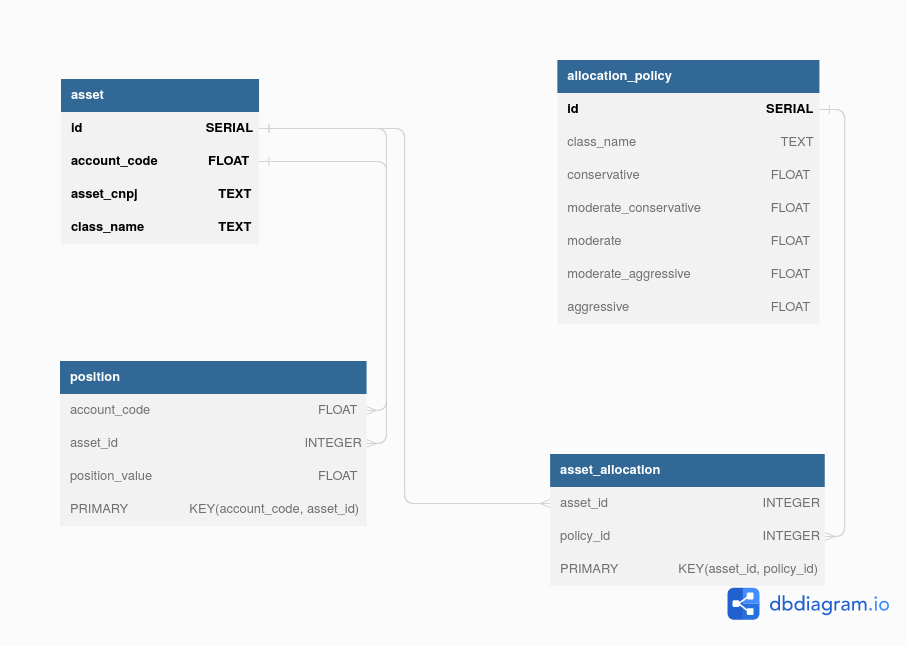 asset
id SERIAL
account_code FLOAT
asset_cnpj TEXT
class_name TEXT
allocation_policy
id SERIAL
class_name TEXT
conservative FLOAT
moderate_conservative FLOAT
moderate FLOAT
moderate_aggressive FLOAT
aggressive FLOAT
position
account_code FLOAT
asset_id INTEGER
position_value FLOAT
PRIMARY KEY(account_code, asset_id)
asset_allocation
asset_id INTEGER
policy_id INTEGER
PRIMARY KEY(asset_id, policy_id)
dbdiagram.io